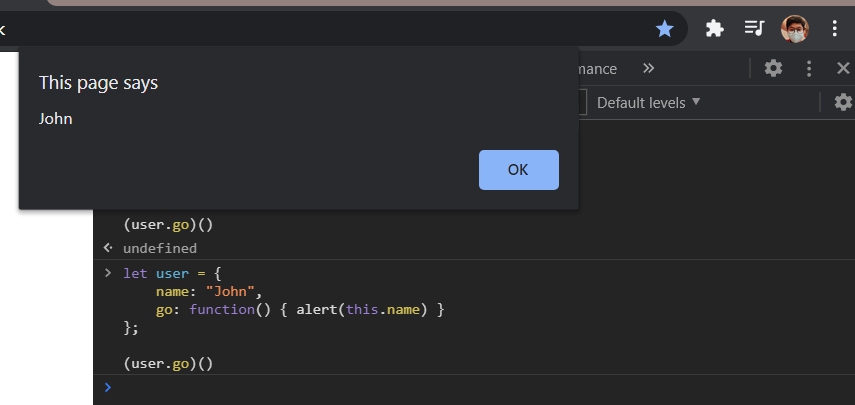 This page says
John
OK
mance
Default levels
(user.go)()
undefined
let user = {
name: "John",
go: function() { alert(this.name) }
};
(user.go)()